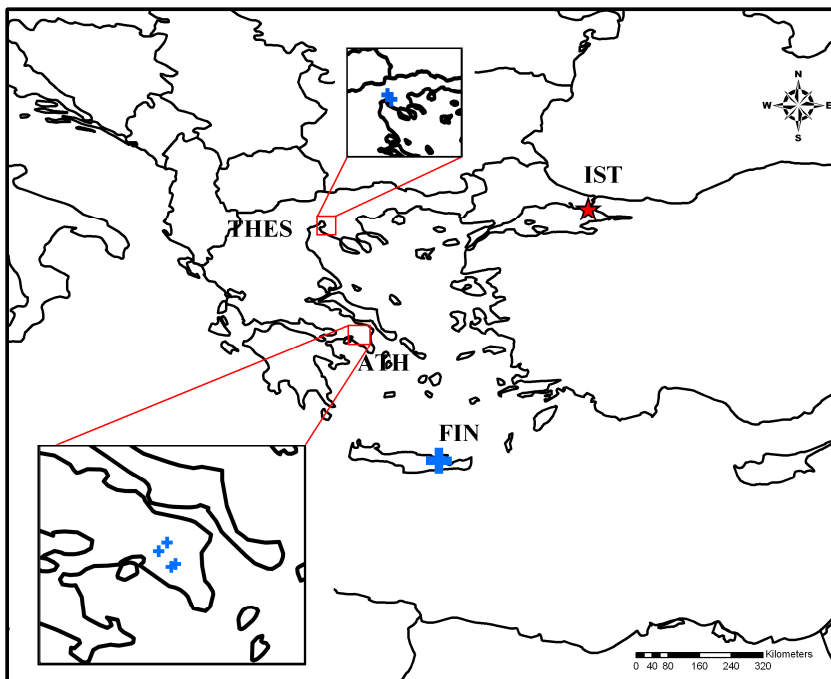 N
W E
S
IST
THES
ATH
FIN
Kilometers
0 40 80 160 240 320